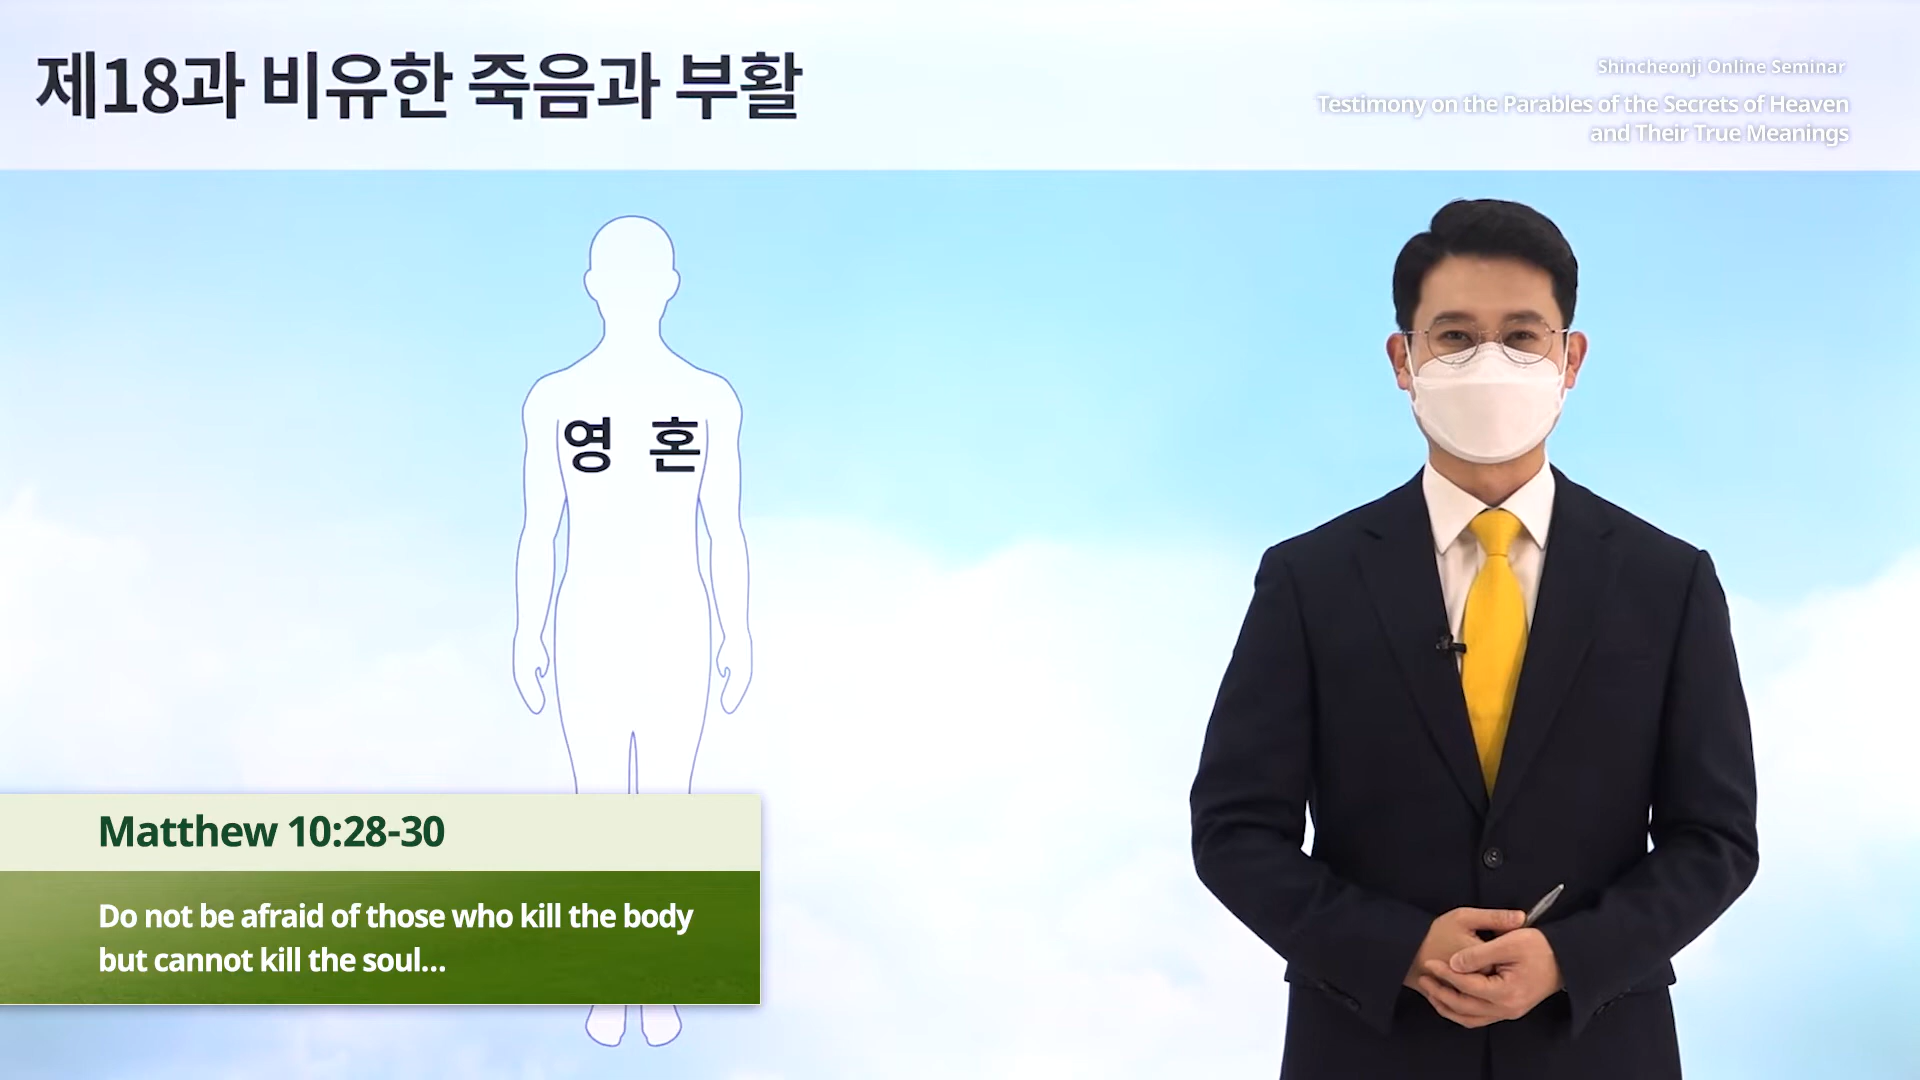 제18과 비유한 죽음과 부활
Shincheonji Online Seminar
Testimony on the Parables of the Secrets of Heaven
and Their True Meanings
영 혼
Matthew 10:28-30
Do not be afraid of those who kill the body
but cannot kill the soul...